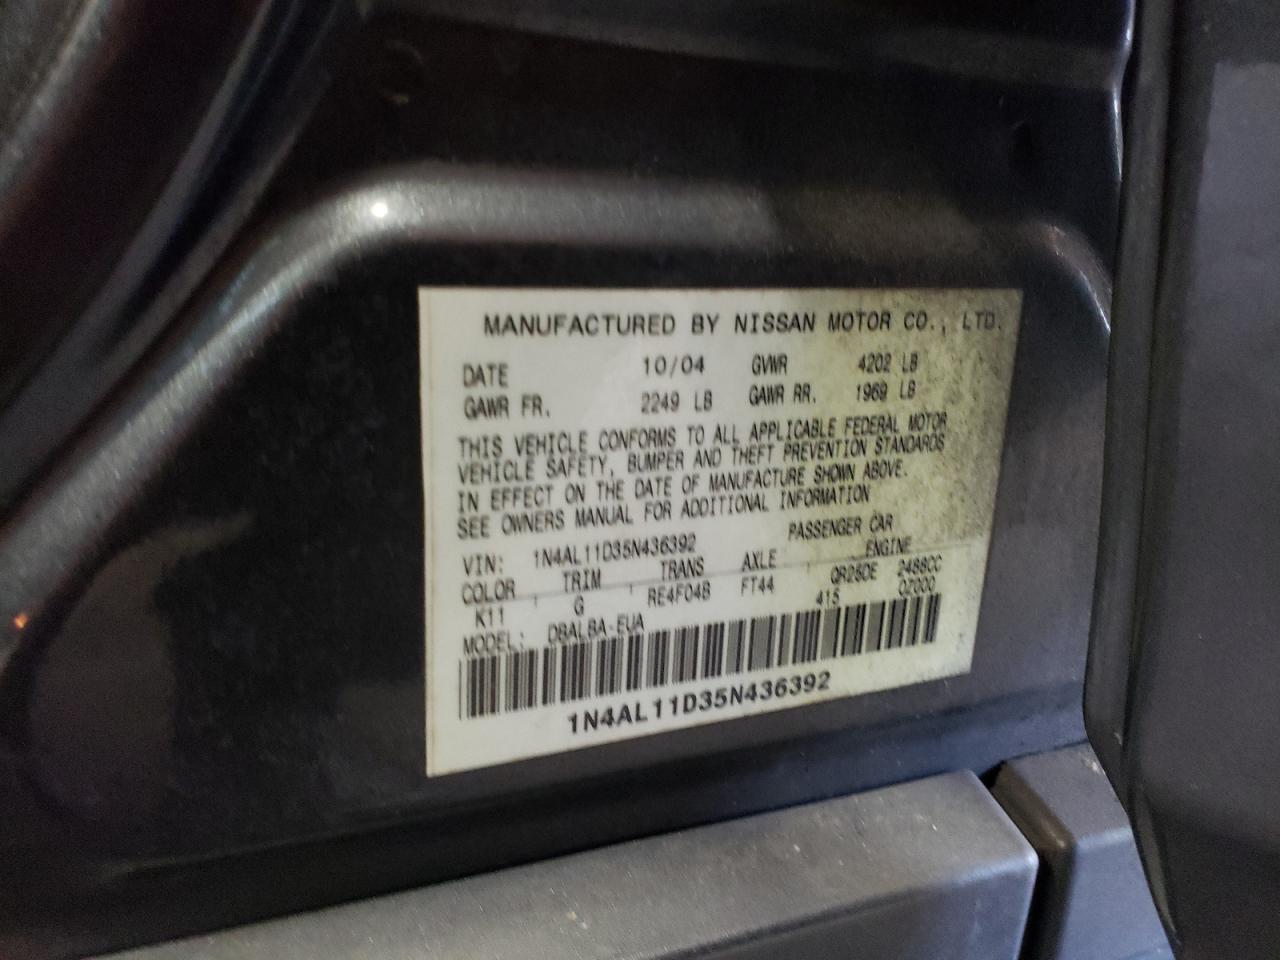 MANUFACTURED BY NISSAN MOTOR CO., LTD.
DATE 10/04 GVWR 4202 LB
GAWR FR. 2249 LB GAWR RR. 1969 LB
THIS VEHICLE CONFORMS TO ALL APPLICABLE FEDERAL MOTOR
VEHICLE SAFETY, BUMPER AND THEFT PREVENTION STANDARDS
IN EFFECT ON THE DATE OF MANUFACTURE SHOWN ABOVE.
SEE OWNERS MANUAL FOR ADDITIONAL INFORMATION
VIN: 1N4AL11D35N436392 PASSENGER CAR
COLOR TRIM TRANS AXLE ENGINE
K11 G RE4F04B FT44 QR25DE 2488CC
MODEL: DBALBA-EUA 415 0Z000
1N4AL11D35N436392